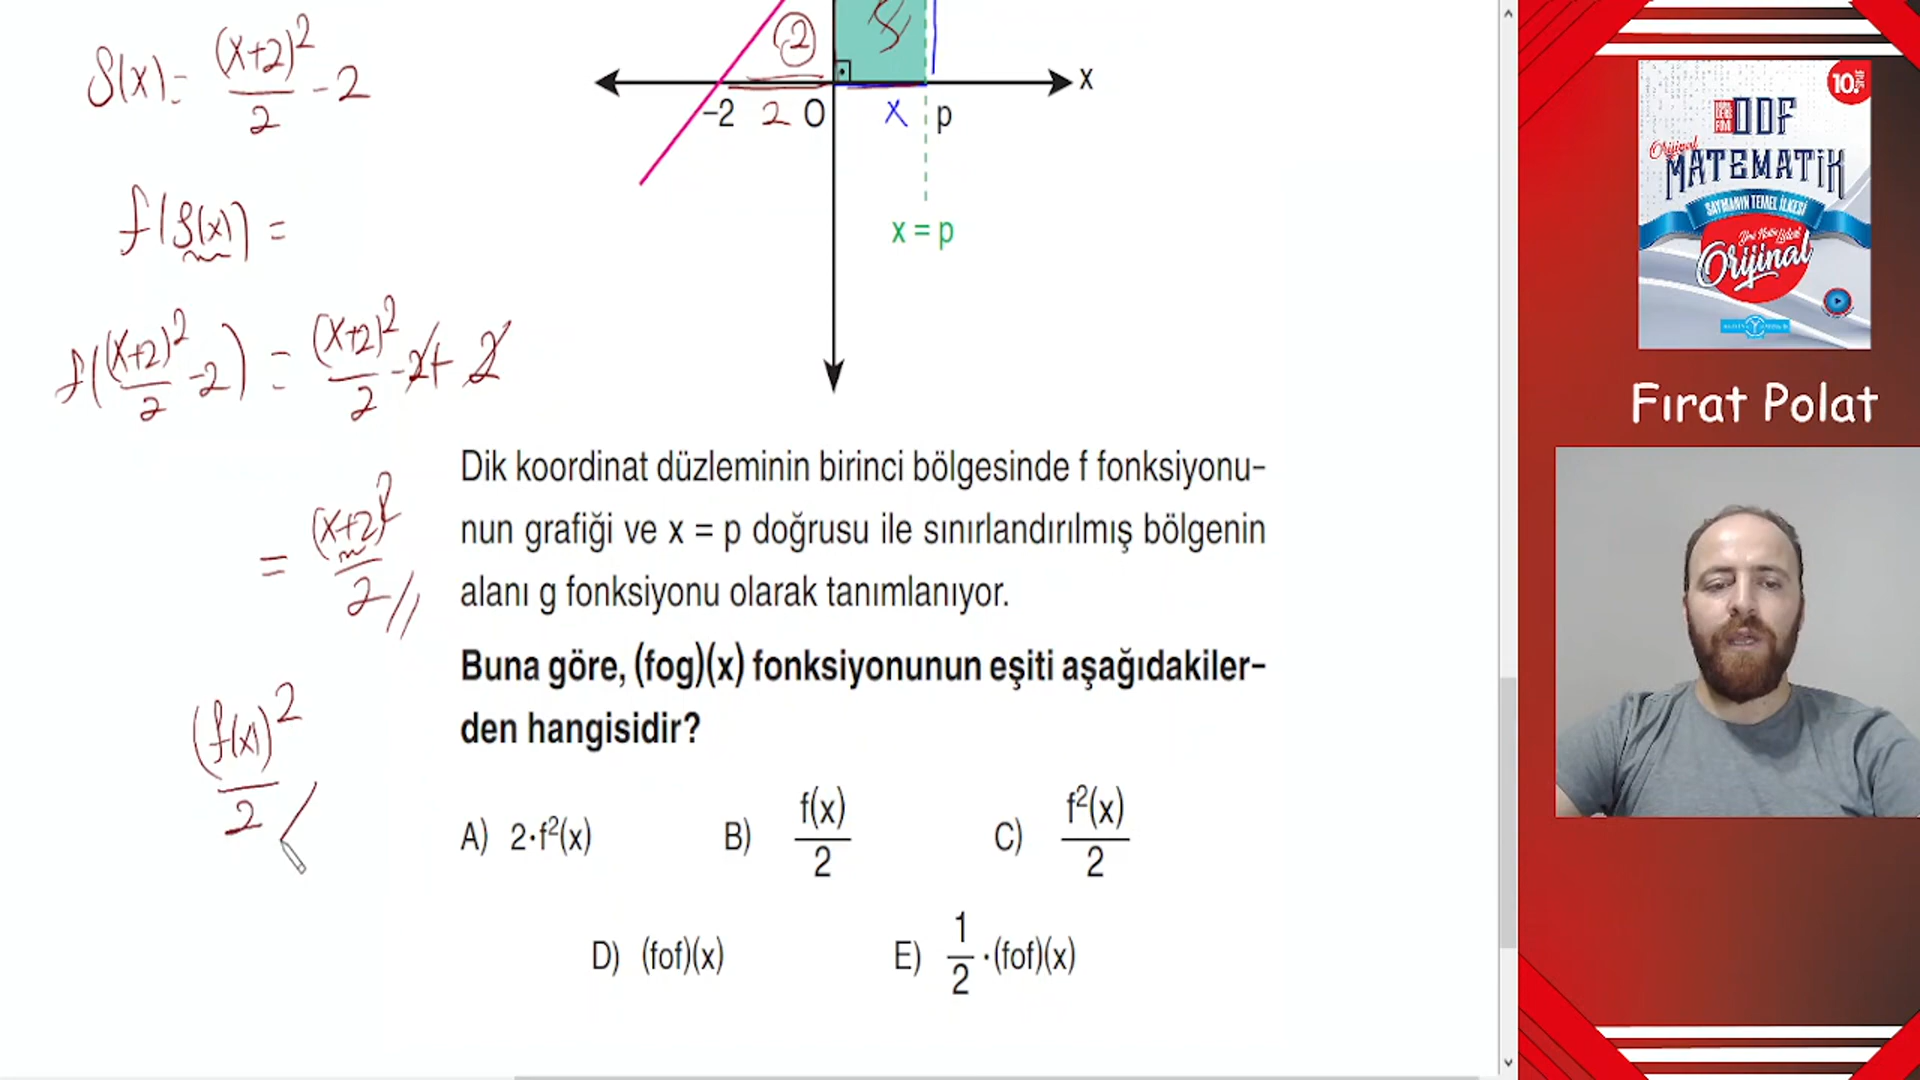 g(x) = (x+2)²/2 - 2
f(g(x)) =
f((x+2)²/2 - 2) = (x+2)²/2 - 2 + 2
= (x+2)²/2
(f(x))²/2
2
S
-2 2 0 x p
x
x = p
Dik koordinat düzleminin birinci bölgesinde f fonksiyonu-
nun grafiği ve x = p doğrusu ile sınırlandırılmış bölgenin
alanı g fonksiyonu olarak tanımlanıyor.
Buna göre, (fog)(x) fonksiyonunun eşiti aşağıdakiler-
den hangisidir?
A) 2·f²(x) B) f(x)/2 C) f²(x)/2
D) (fof)(x) E) 1/2 ·(fof)(x)
10.
ÖDF
Orijinal
MATEMATİK
SAYMANIN TEMEL İLKESİ
Orijinal
Fırat Polat